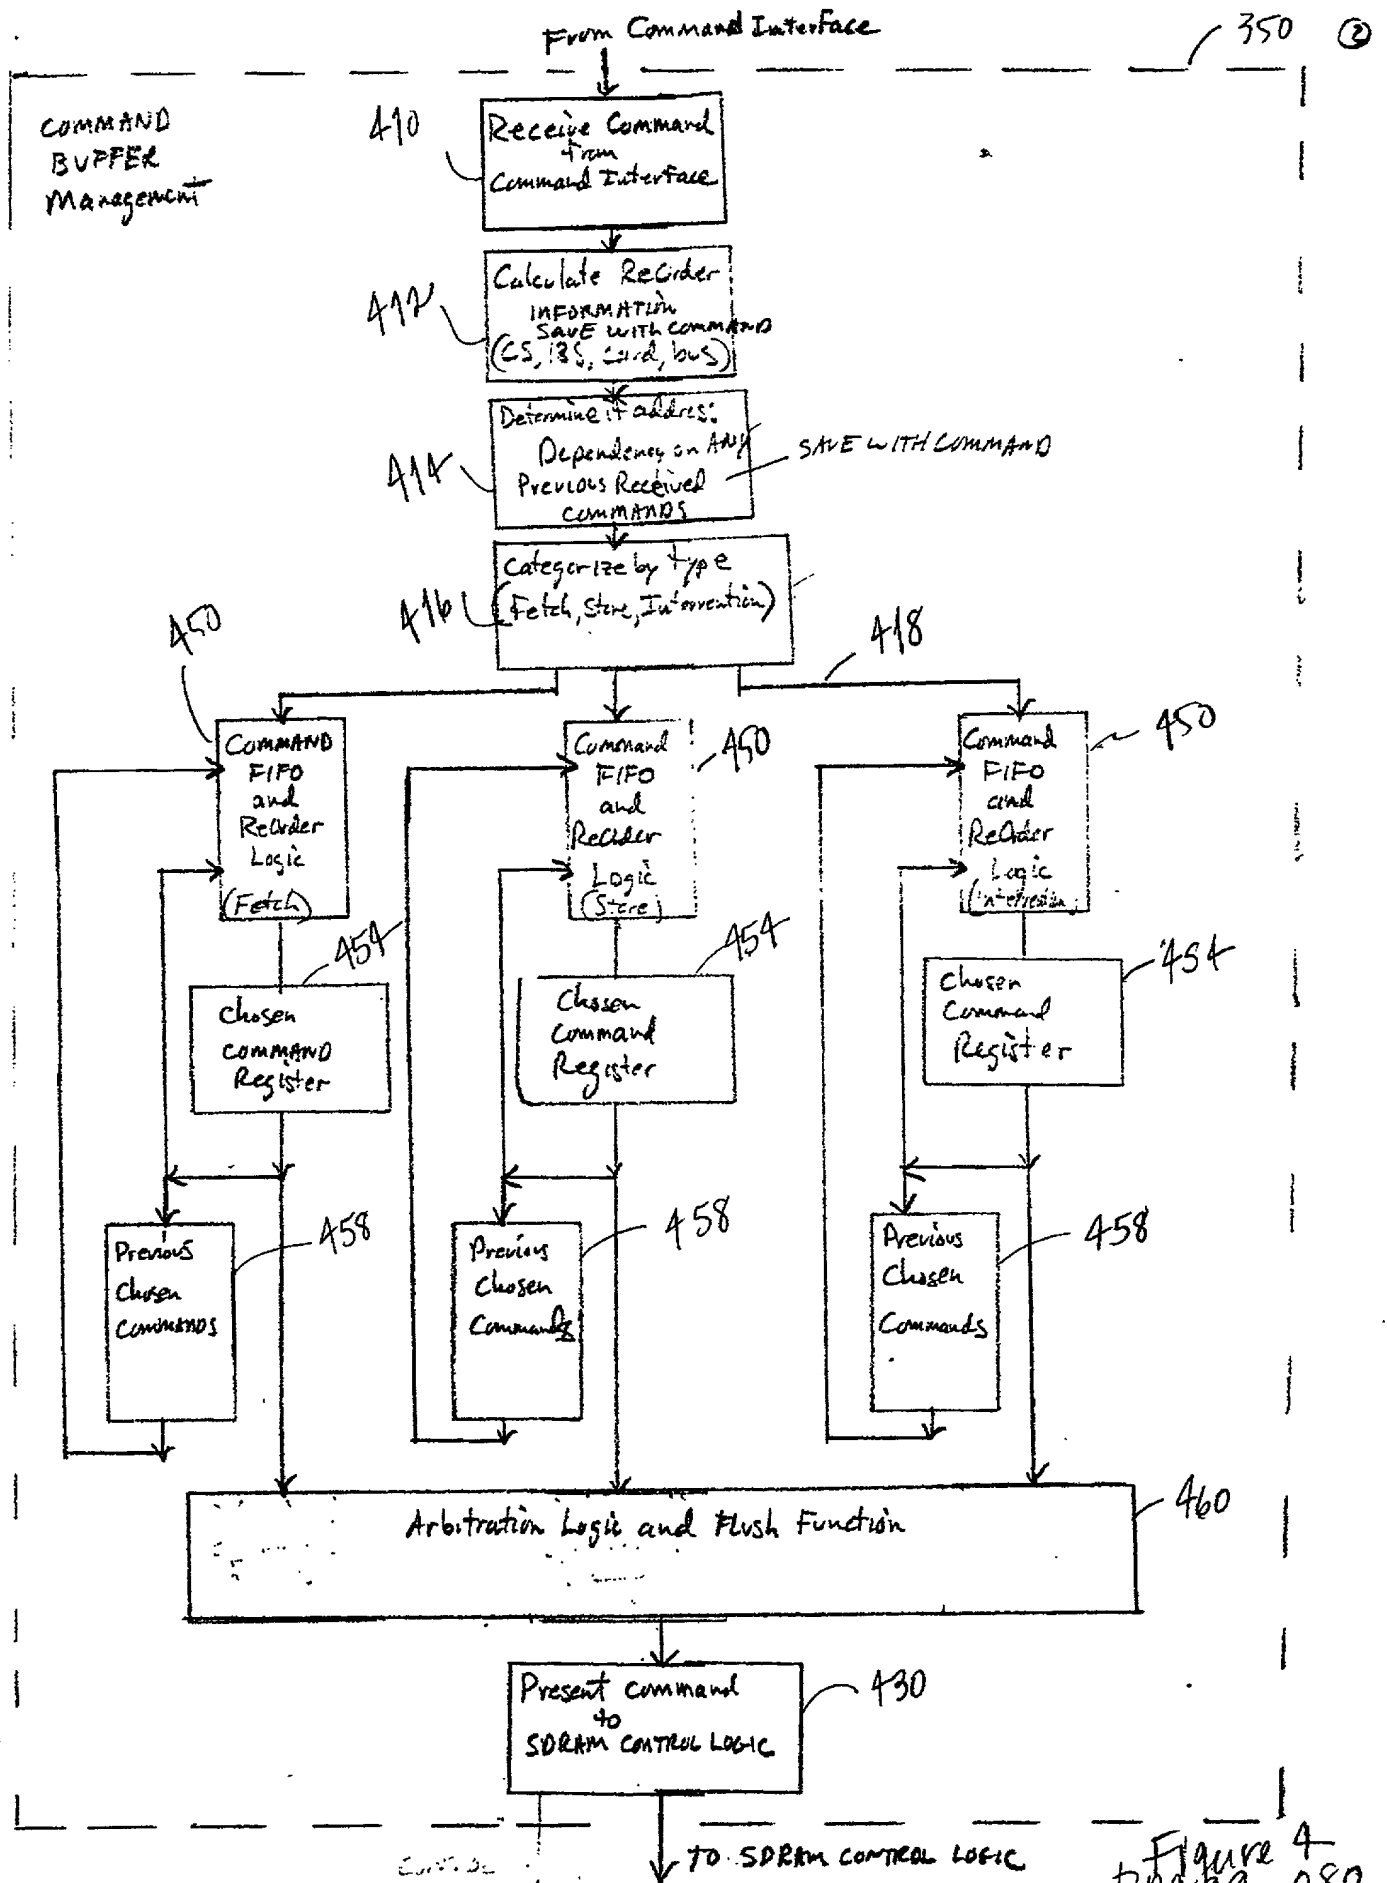 From Command Interface
350
2
COMMAND
BUFFER
Management
410
Receive Command
from
Command Interface
412
Calculate ReOrder
INFORMATION
SAVE WITH COMMAND
(CS, IBS, card, bus)
414
Determine if address:
Dependency on ANY
Previous Received
COMMANDS
SAVE WITH COMMAND
416
Categorize by type
(Fetch, Store, Intervention)
418
450
COMMAND
FIFO
and
ReOrder
Logic
(Fetch)
450
Command
FIFO
and
ReOrder
Logic
(Store)
450
Command
FIFO
and
ReOrder
Logic
(Intervention)
454
Chosen
COMMAND
Register
454
Chosen
Command
Register
454
Chosen
Command
Register
458
Previous
Chosen
COMMANDS
458
Previous
Chosen
Commands
458
Previous
Chosen
Commands
460
Arbitration Logic and Flush Function
430
Present Command
to
SDRAM CONTROL LOGIC
TO SDRAM CONTROL LOGIC
Figure 4